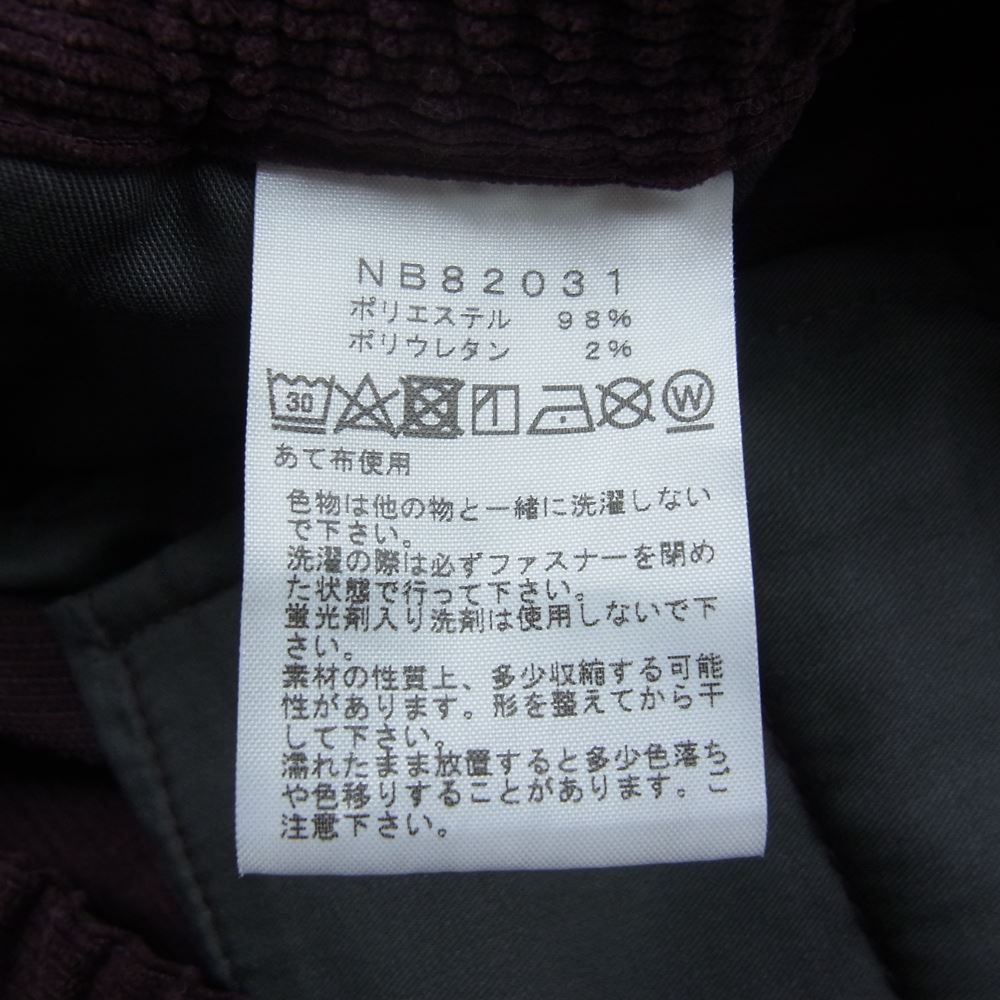 NB82031
ポリエステル 98%
ポリウレタン 2%
30 W
あて布使用
色物は他の物と一緒に洗濯しない
で下さい。
洗濯の際は必ずファスナーを閉め
た状態で行って下さい。
蛍光剤入り洗剤は使用しないで下
さい。
素材の性質上、多少収縮する可能
性があります。形を整えてから干
して下さい。
濡れたまま放置すると多少色落ち
や色移りすることがあります。ご
注意下さい。